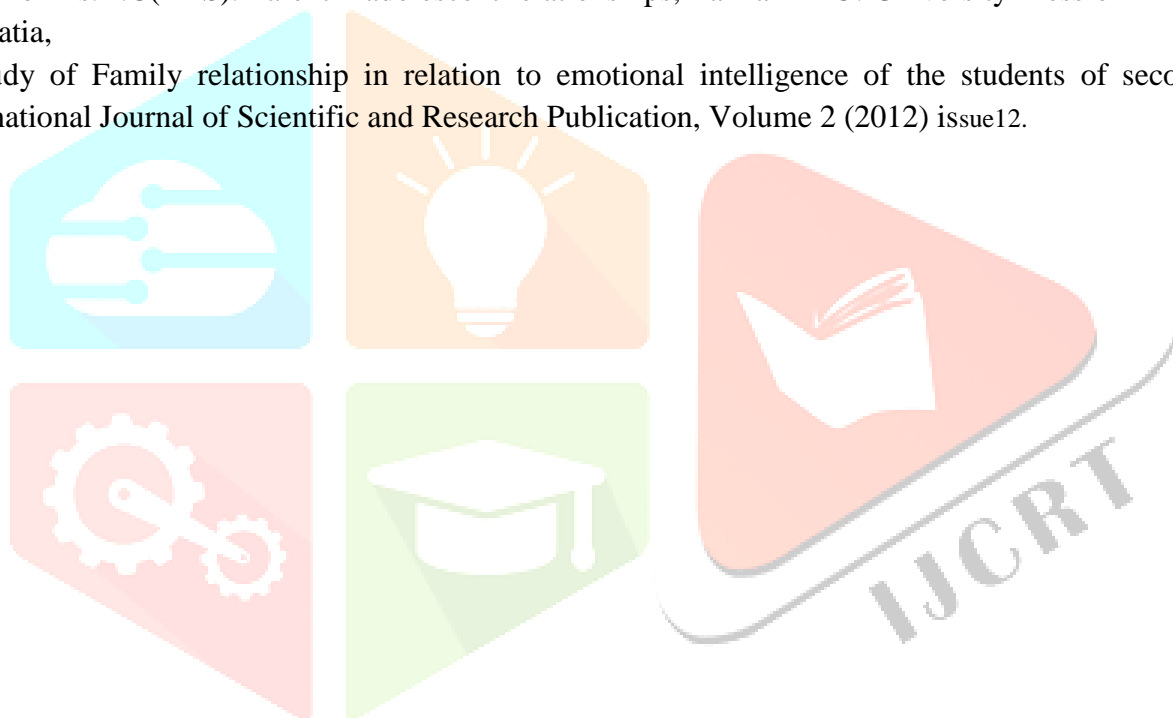 atia,
udy of Family relationship in relation to emotional intelligence of the students of seco
national Journal of Scientific and Research Publication, Volume 2 (2012) issue12.
IJCRT